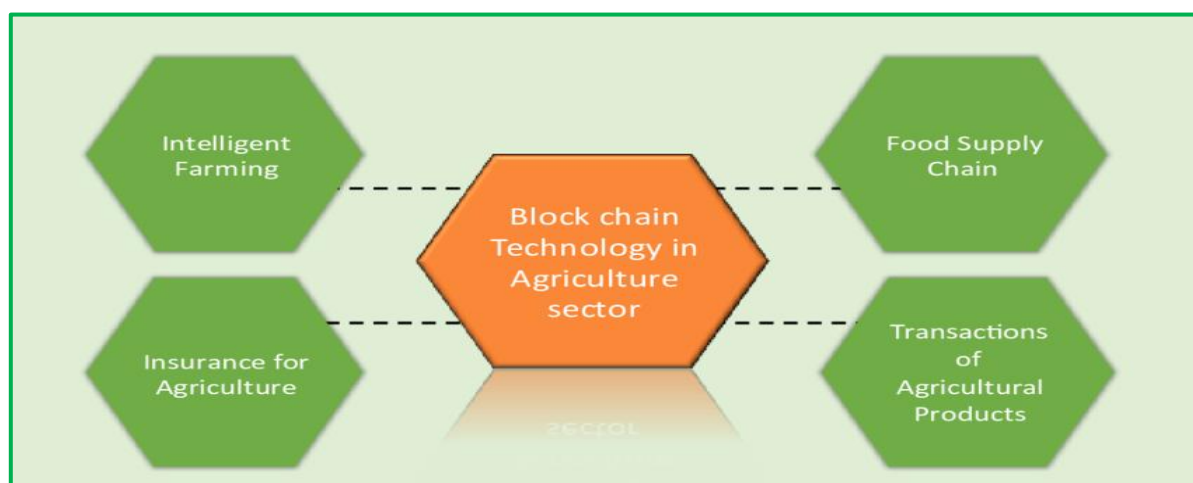 Intelligent
Farming
Food Supply
Chain
Block chain
Technology in
Agriculture
sector
Insurance for
Agriculture
Transactions
of
Agricultural
Products